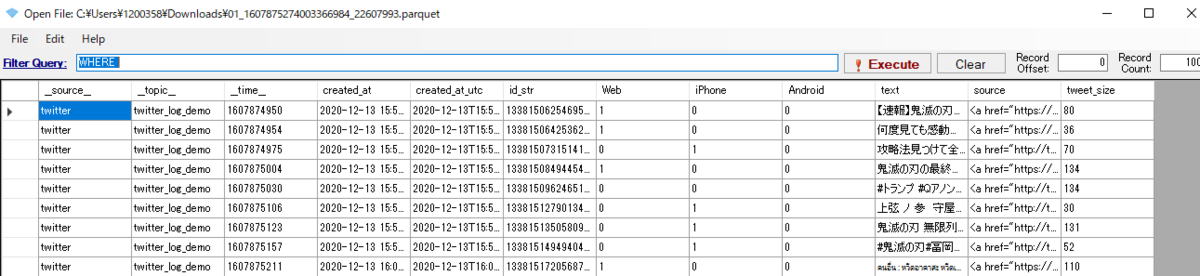 Open File: C:¥Users¥1200358¥Downloads¥01_1607875274003366984_22607993.parquet
File Edit Help
Filter Query: WHERE ! Execute Clear Record Offset: 0 Record Count: 100
__source__ __topic__ __time__ created_at created_at_utc id_str Web iPhone Android text source tweet_size
twitter twitter_log_demo 1607874950 2020-12-13 15:5... 2020-12-13T15:5... 13381506254695... 1 0 0 【速報】鬼滅の刃... <a href="https://... 80
twitter twitter_log_demo 1607874954 2020-12-13 15:5... 2020-12-13T15:5... 13381506425362... 1 0 0 何度見ても感動... <a href="https://... 36
twitter twitter_log_demo 1607874975 2020-12-13 15:5... 2020-12-13T15:5... 13381507315141... 0 1 0 攻略法見つけて全... <a href="http://t... 70
twitter twitter_log_demo 1607875004 2020-12-13 15:5... 2020-12-13T15:5... 13381508494454... 1 0 0 鬼滅の刃の最終... <a href="https://... 134
twitter twitter_log_demo 1607875030 2020-12-13 15:5... 2020-12-13T15:5... 13381509624651... 0 1 0 #トランプ #Qアノン... <a href="http://t... 134
twitter twitter_log_demo 1607875106 2020-12-13 15:5... 2020-12-13T15:5... 13381512790134... 0 1 0 上弦 ノ 参 守屋... <a href="http://t... 30
twitter twitter_log_demo 1607875123 2020-12-13 15:5... 2020-12-13T15:5... 13381513505809... 0 1 0 鬼滅の刃 無限列... <a href="http://t... 131
twitter twitter_log_demo 1607875157 2020-12-13 15:5... 2020-12-13T15:5... 13381514949404... 0 1 0 #鬼滅の刃#冨岡... <a href="http://t... 52
twitter twitter_log_demo 1607875211 2020-12-13 16:0... 2020-12-13T16:0... 13381517205687... 0 1 0 <a href="http://t... 110